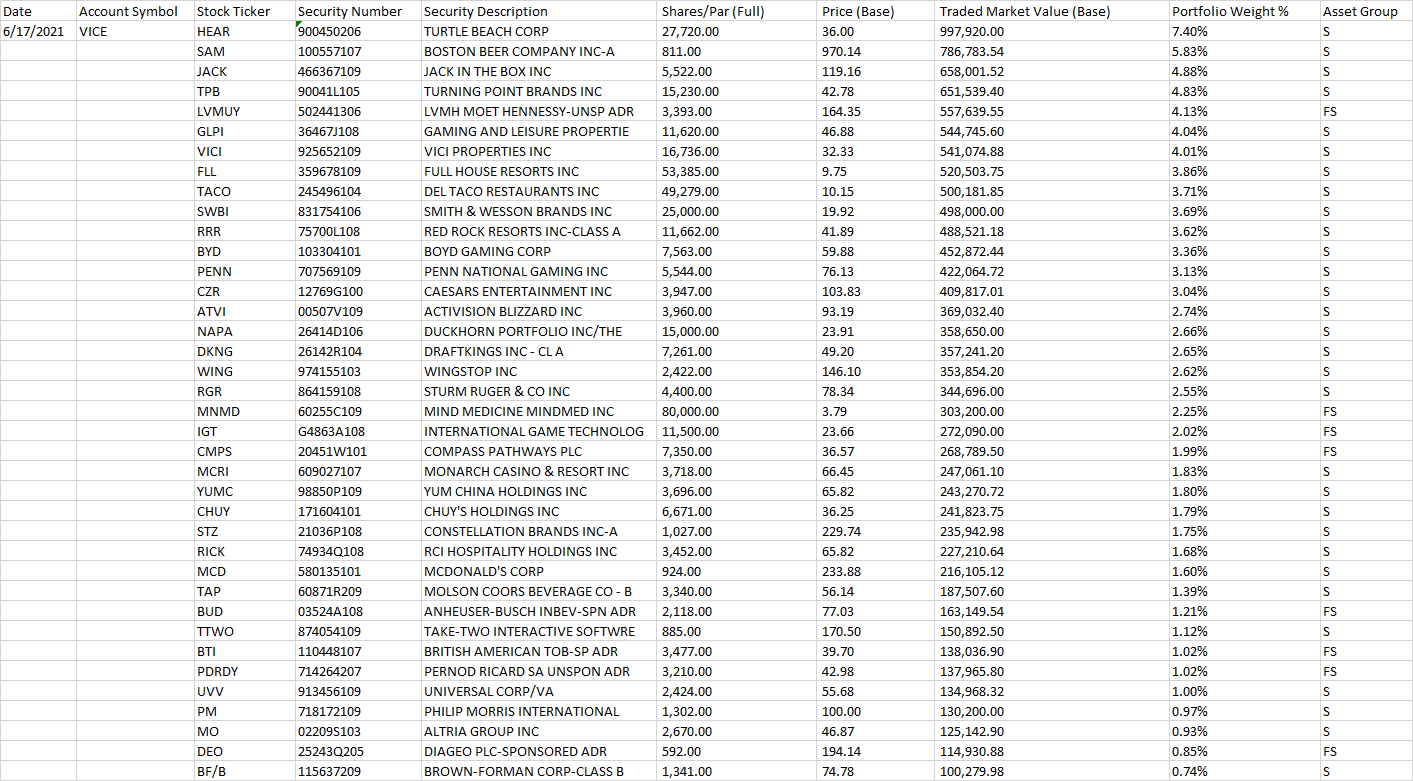 Date Account Symbol Stock Ticker Security Number Security Description Shares/Par (Full) Price (Base) Traded Market Value (Base) Portfolio Weight % Asset Group
6/17/2021 VICE HEAR 900450206 TURTLE BEACH CORP 27,720.00 36.00 997,920.00 7.40% S
SAM 100557107 BOSTON BEER COMPANY INC-A 811.00 970.14 786,783.54 5.83% S
JACK 466367109 JACK IN THE BOX INC 5,522.00 119.16 658,001.52 4.88% S
TPB 90041L105 TURNING POINT BRANDS INC 15,230.00 42.78 651,539.40 4.83% S
LVMUY 502441306 LVMH MOET HENNESSY-UNSP ADR 3,393.00 164.35 557,639.55 4.13% FS
GLPI 36467J108 GAMING AND LEISURE PROPERTIE 11,620.00 46.88 544,745.60 4.04% S
VICI 925652109 VICI PROPERTIES INC 16,736.00 32.33 541,074.88 4.01% S
FLL 359678109 FULL HOUSE RESORTS INC 53,385.00 9.75 520,503.75 3.86% S
TACO 245496104 DEL TACO RESTAURANTS INC 49,279.00 10.15 500,181.85 3.71% S
SWBI 831754106 SMITH & WESSON BRANDS INC 25,000.00 19.92 498,000.00 3.69% S
RRR 75700L108 RED ROCK RESORTS INC-CLASS A 11,662.00 41.89 488,521.18 3.62% S
BYD 103304101 BOYD GAMING CORP 7,563.00 59.88 452,872.44 3.36% S
PENN 707569109 PENN NATIONAL GAMING INC 5,544.00 76.13 422,064.72 3.13% S
CZR 12769G100 CAESARS ENTERTAINMENT INC 3,947.00 103.83 409,817.01 3.04% S
ATVI 00507V109 ACTIVISION BLIZZARD INC 3,960.00 93.19 369,032.40 2.74% S
NAPA 26414D106 DUCKHORN PORTFOLIO INC/THE 15,000.00 23.91 358,650.00 2.66% S
DKNG 26142R104 DRAFTKINGS INC - CL A 7,261.00 49.20 357,241.20 2.65% S
WING 974155103 WINGSTOP INC 2,422.00 146.10 353,854.20 2.62% S
RGR 864159108 STURM RUGER & CO INC 4,400.00 78.34 344,696.00 2.55% S
MNMD 60255C109 MIND MEDICINE MINDMED INC 80,000.00 3.79 303,200.00 2.25% FS
IGT G4863A108 INTERNATIONAL GAME TECHNOLOG 11,500.00 23.66 272,090.00 2.02% FS
CMPS 20451W101 COMPASS PATHWAYS PLC 7,350.00 36.57 268,789.50 1.99% FS
MCRI 609027107 MONARCH CASINO & RESORT INC 3,718.00 66.45 247,061.10 1.83% S
YUMC 98850P109 YUM CHINA HOLDINGS INC 3,696.00 65.82 243,270.72 1.80% S
CHUY 171604101 CHUY'S HOLDINGS INC 6,671.00 36.25 241,823.75 1.79% S
STZ 21036P108 CONSTELLATION BRANDS INC-A 1,027.00 229.74 235,942.98 1.75% S
RICK 74934Q108 RCI HOSPITALITY HOLDINGS INC 3,452.00 65.82 227,210.64 1.68% S
MCD 580135101 MCDONALD'S CORP 924.00 233.88 216,105.12 1.60% S
TAP 60871R209 MOLSON COORS BEVERAGE CO - B 3,340.00 56.14 187,507.60 1.39% S
BUD 03524A108 ANHEUSER-BUSCH INBEV-SPN ADR 2,118.00 77.03 163,149.54 1.21% FS
TTWO 874054109 TAKE-TWO INTERACTIVE SOFTWRE 885.00 170.50 150,892.50 1.12% S
BTI 110448107 BRITISH AMERICAN TOB-SP ADR 3,477.00 39.70 138,036.90 1.02% FS
PDRDY 714264207 PERNOD RICARD SA UNSPON ADR 3,210.00 42.98 137,965.80 1.02% FS
UVV 913456109 UNIVERSAL CORP/VA 2,424.00 55.68 134,968.32 1.00% S
PM 718172109 PHILIP MORRIS INTERNATIONAL 1,302.00 100.00 130,200.00 0.97% S
MO 02209S103 ALTRIA GROUP INC 2,670.00 46.87 125,142.90 0.93% S
DEO 25243Q205 DIAGEO PLC-SPONSORED ADR 592.00 194.14 114,930.88 0.85% FS
BF/B 115637209 BROWN-FORMAN CORP-CLASS B 1,341.00 74.78 100,279.98 0.74% S